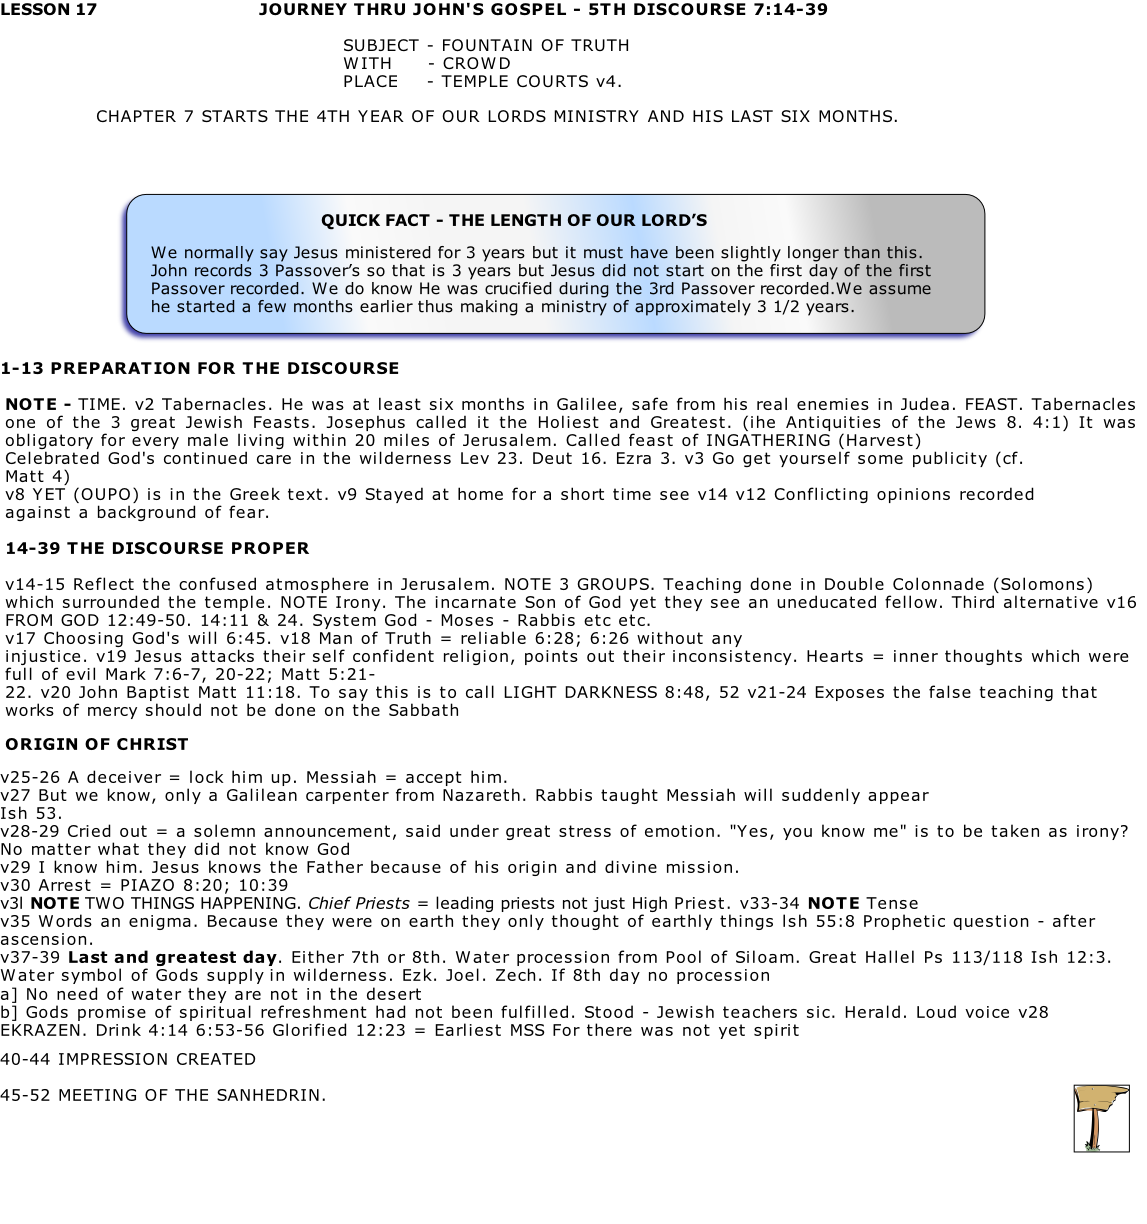 LESSON 17 JOURNEY THRU JOHN'S GOSPEL - 5TH DISCOURSE 7:14-39
SUBJECT - FOUNTAIN OF TRUTH
WITH - CROWD
PLACE - TEMPLE COURTS v4.
CHAPTER 7 STARTS THE 4TH YEAR OF OUR LORDS MINISTRY AND HIS LAST SIX MONTHS.
QUICK FACT - THE LENGTH OF OUR LORD’S
We normally say Jesus ministered for 3 years but it must have been slightly longer than this.
John records 3 Passover’s so that is 3 years but Jesus did not start on the first day of the first
Passover recorded. We do know He was crucified during the 3rd Passover recorded.We assume
he started a few months earlier thus making a ministry of approximately 3 1/2 years.
1-13 PREPARATION FOR THE DISCOURSE
NOTE - TIME. v2 Tabernacles. He was at least six months in Galilee, safe from his real enemies in Judea. FEAST. Tabernacles
one of the 3 great Jewish Feasts. Josephus called it the Holiest and Greatest. (ihe Antiquities of the Jews 8. 4:1) It was
obligatory for every male living within 20 miles of Jerusalem. Called feast of INGATHERING (Harvest)
Celebrated God's continued care in the wilderness Lev 23. Deut 16. Ezra 3. v3 Go get yourself some publicity (cf.
Matt 4)
v8 YET (OUPO) is in the Greek text. v9 Stayed at home for a short time see v14 v12 Conflicting opinions recorded
against a background of fear.
14-39 THE DISCOURSE PROPER
v14-15 Reflect the confused atmosphere in Jerusalem. NOTE 3 GROUPS. Teaching done in Double Colonnade (Solomons)
which surrounded the temple. NOTE Irony. The incarnate Son of God yet they see an uneducated fellow. Third alternative v16
FROM GOD 12:49-50. 14:11 & 24. System God - Moses - Rabbis etc etc.
v17 Choosing God's will 6:45. v18 Man of Truth = reliable 6:28; 6:26 without any
injustice. v19 Jesus attacks their self confident religion, points out their inconsistency. Hearts = inner thoughts which were
full of evil Mark 7:6-7, 20-22; Matt 5:21-
22. v20 John Baptist Matt 11:18. To say this is to call LIGHT DARKNESS 8:48, 52 v21-24 Exposes the false teaching that
works of mercy should not be done on the Sabbath
ORIGIN OF CHRIST
v25-26 A deceiver = lock him up. Messiah = accept him.
v27 But we know, only a Galilean carpenter from Nazareth. Rabbis taught Messiah will suddenly appear
Ish 53.
v28-29 Cried out = a solemn announcement, said under great stress of emotion. "Yes, you know me" is to be taken as irony?
No matter what they did not know God
v29 I know him. Jesus knows the Father because of his origin and divine mission.
v30 Arrest = PIAZO 8:20; 10:39
v3l NOTE TWO THINGS HAPPENING. Chief Priests = leading priests not just High Priest. v33-34 NOTE Tense
v35 Words an enigma. Because they were on earth they only thought of earthly things lsh 55:8 Prophetic question - after
ascension.
v37-39 Last and greatest day. Either 7th or 8th. Water procession from Pool of Siloam. Great Hallel Ps 113/118 Ish 12:3.
Water symbol of Gods supply in wilderness. Ezk. Joel. Zech. If 8th day no procession
a] No need of water they are not in the desert
b] Gods promise of spiritual refreshment had not been fulfilled. Stood - Jewish teachers sic. Herald. Loud voice v28
EKRAZEN. Drink 4:14 6:53-56 Glorified 12:23 = Earliest MSS For there was not yet spirit
40-44 IMPRESSION CREATED
45-52 MEETING OF THE SANHEDRIN.